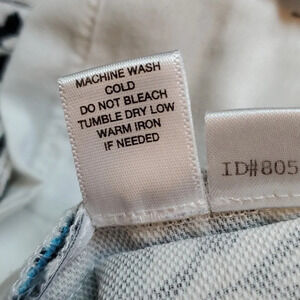 MACHINE WASH
COLD
DO NOT BLEACH
TUMBLE DRY LOW
WARM IRON
IF NEEDED
ID#805